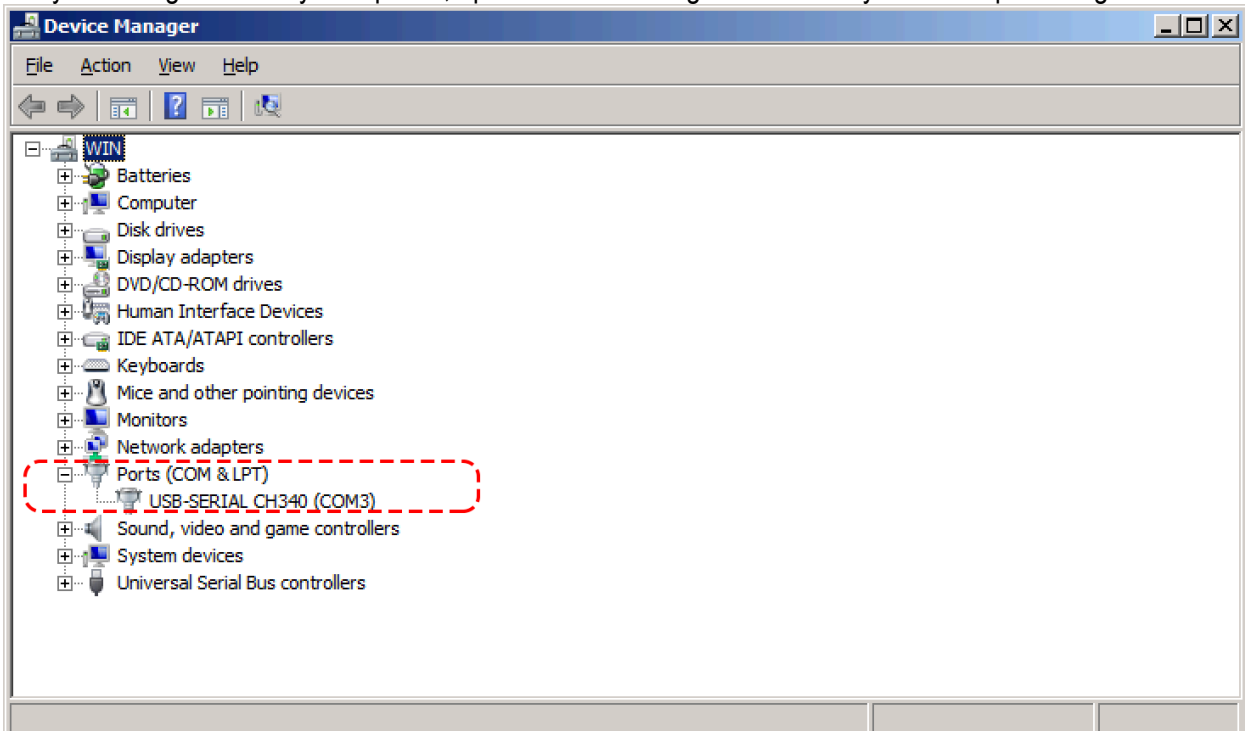 Device Manager
File Action View Help
WIN
Batteries
Computer
Disk drives
Display adapters
DVD/CD-ROM drives
Human Interface Devices
IDE ATA/ATAPI controllers
Keyboards
Mice and other pointing devices
Monitors
Network adapters
Ports (COM & LPT)
USB-SERIAL CH340 (COM3)
Sound, video and game controllers
System devices
Universal Serial Bus controllers